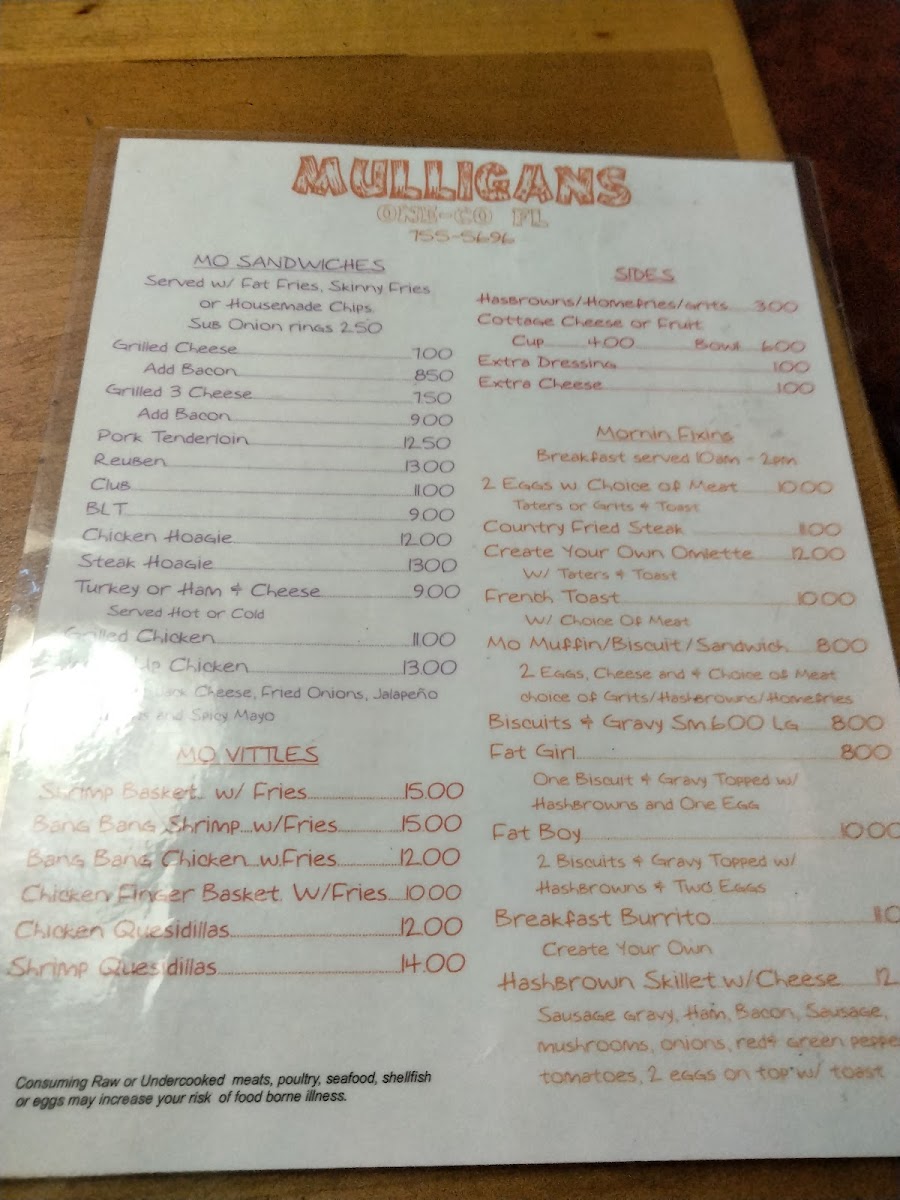 MULLIGANS
ONE-CO FL
755-5696
MO SANDWICHES
Served w/ Fat Fries, Skinny Fries
or Housemade Chips
Sub Onion rings 2.50
Grilled Cheese 7.00
Add Bacon 8.50
Grilled 3 Cheese 7.50
Add Bacon 9.00
Pork Tenderloin 12.50
Reuben 13.00
Club 11.00
BLT 9.00
Chicken Hoagie 12.00
Steak Hoagie 13.00
Turkey or Ham & Cheese 9.00
Served Hot or Cold
Grilled Chicken 11.00
Up Chicken 13.00
Cheese, Fried Onions, Jalapeño
and Spicy Mayo
MO VITTLES
Shrimp Basket w/ Fries 15.00
Bang Bang Shrimp w/Fries 15.00
Bang Bang Chicken w.Fries 12.00
Chicken Finger Basket W/Fries 10.00
Chicken Quesidillas 12.00
Shrimp Quesidillas 14.00
Consuming Raw or Undercooked meats, poultry, seafood, shellfish
or eggs may increase your risk of food borne illness.
SIDES
Hasbrowns/Homefries/grits 3.00
Cottage Cheese or Fruit
Cup 4.00 Bowl 6.00
Extra Dressing 1.00
Extra Cheese 1.00
Mornin Fixins
Breakfast served 10am - 2pm
2 Eggs w Choice of Meat 10.00
Taters or Grits & Toast
Country Fried Steak 11.00
Create Your Own Omlette 12.00
W/ Taters & Toast
French Toast 10.00
W/ Choice Of Meat
Mo Muffin/Biscuit/Sandwich 8.00
2 Eggs, Cheese and & Choice of Meat
choice of Grits/Hashbrowns/Homefries
Biscuits & Gravy Sm 6.00 LG 8.00
Fat Girl 8.00
One Biscuit & Gravy Topped w/
Hashbrowns and One Egg
Fat Boy 10.00
2 Biscuits & Gravy Topped w/
Hashbrowns & Two Eggs
Breakfast Burrito
Create Your Own
Hashbrown Skillet w/Cheese 12
Sausage gravy, Ham, Bacon, Sausage,
mushrooms, onions, red& green peppe
tomatoes, 2 eggs on top w/ toast